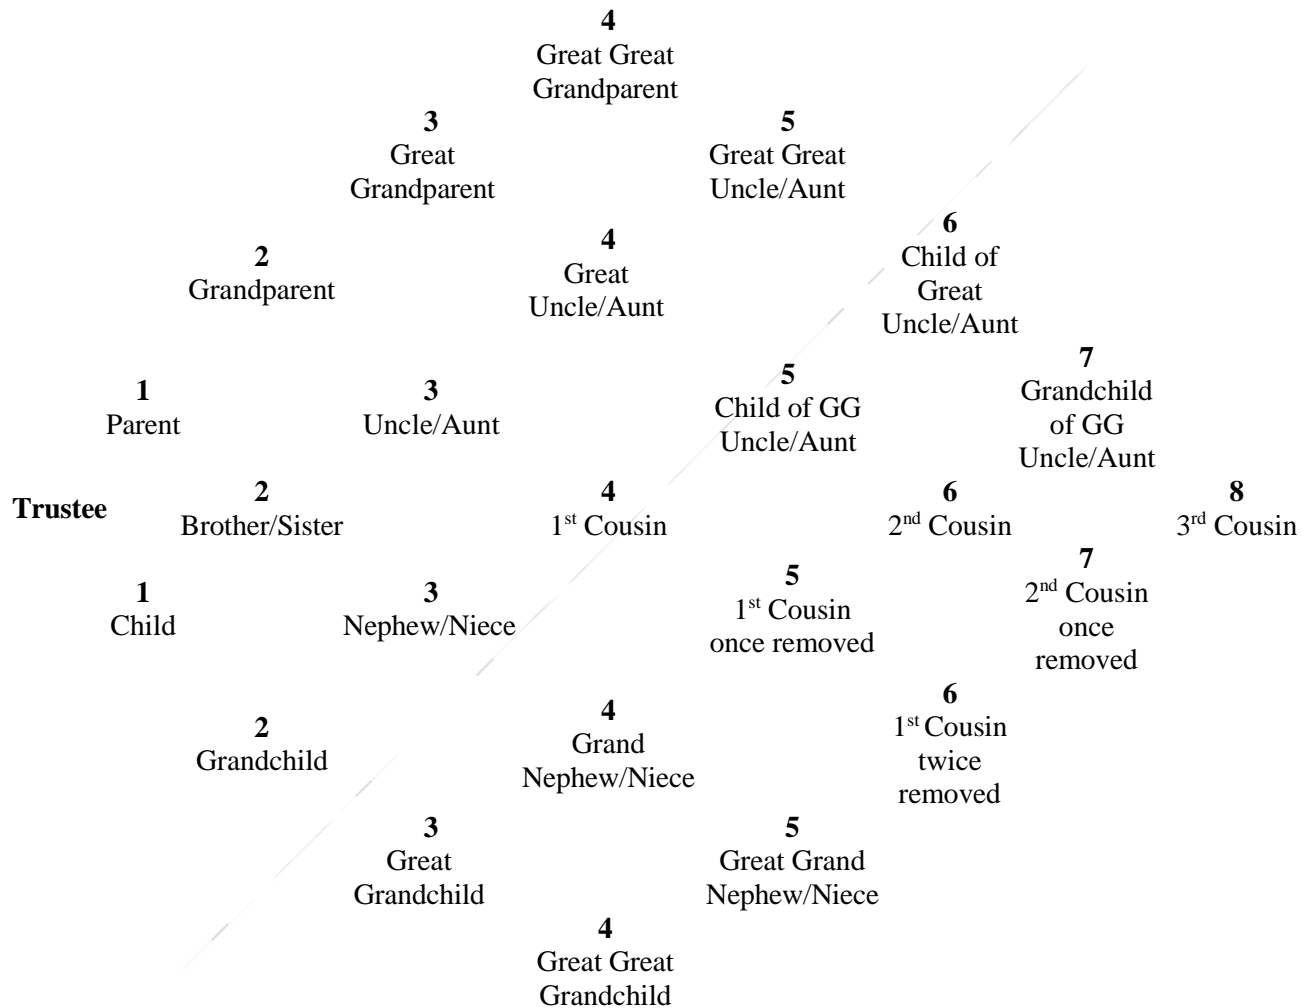 4
Great Great
Grandparent
3
Great
Grandparent
5
Great Great
Uncle/Aunt
6
Child of
Great
Uncle/Aunt
2
Grandparent
4
Great
Uncle/Aunt
7
Grandchild
of GG
Uncle/Aunt
1
Parent
3
Uncle/Aunt
5
Child of GG
Uncle/Aunt
Trustee
2
Brother/Sister
4
1st Cousin
6
2nd Cousin
8
3rd Cousin
1
Child
3
Nephew/Niece
5
1st Cousin
once removed
7
2nd Cousin
once
removed
2
Grandchild
4
Grand
Nephew/Niece
6
1st Cousin
twice
removed
3
Great
Grandchild
5
Great Grand
Nephew/Niece
4
Great Great
Grandchild